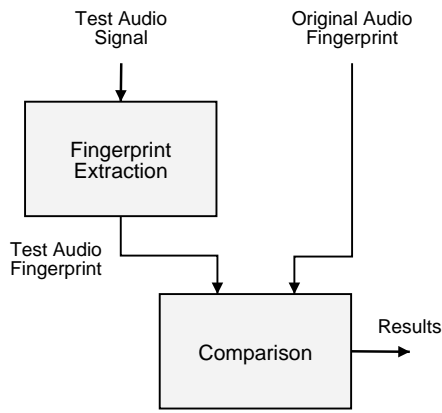 Test Audio
Signal
Original Audio
Fingerprint
Fingerprint
Extraction
Test Audio
Fingerprint
Comparison
Results